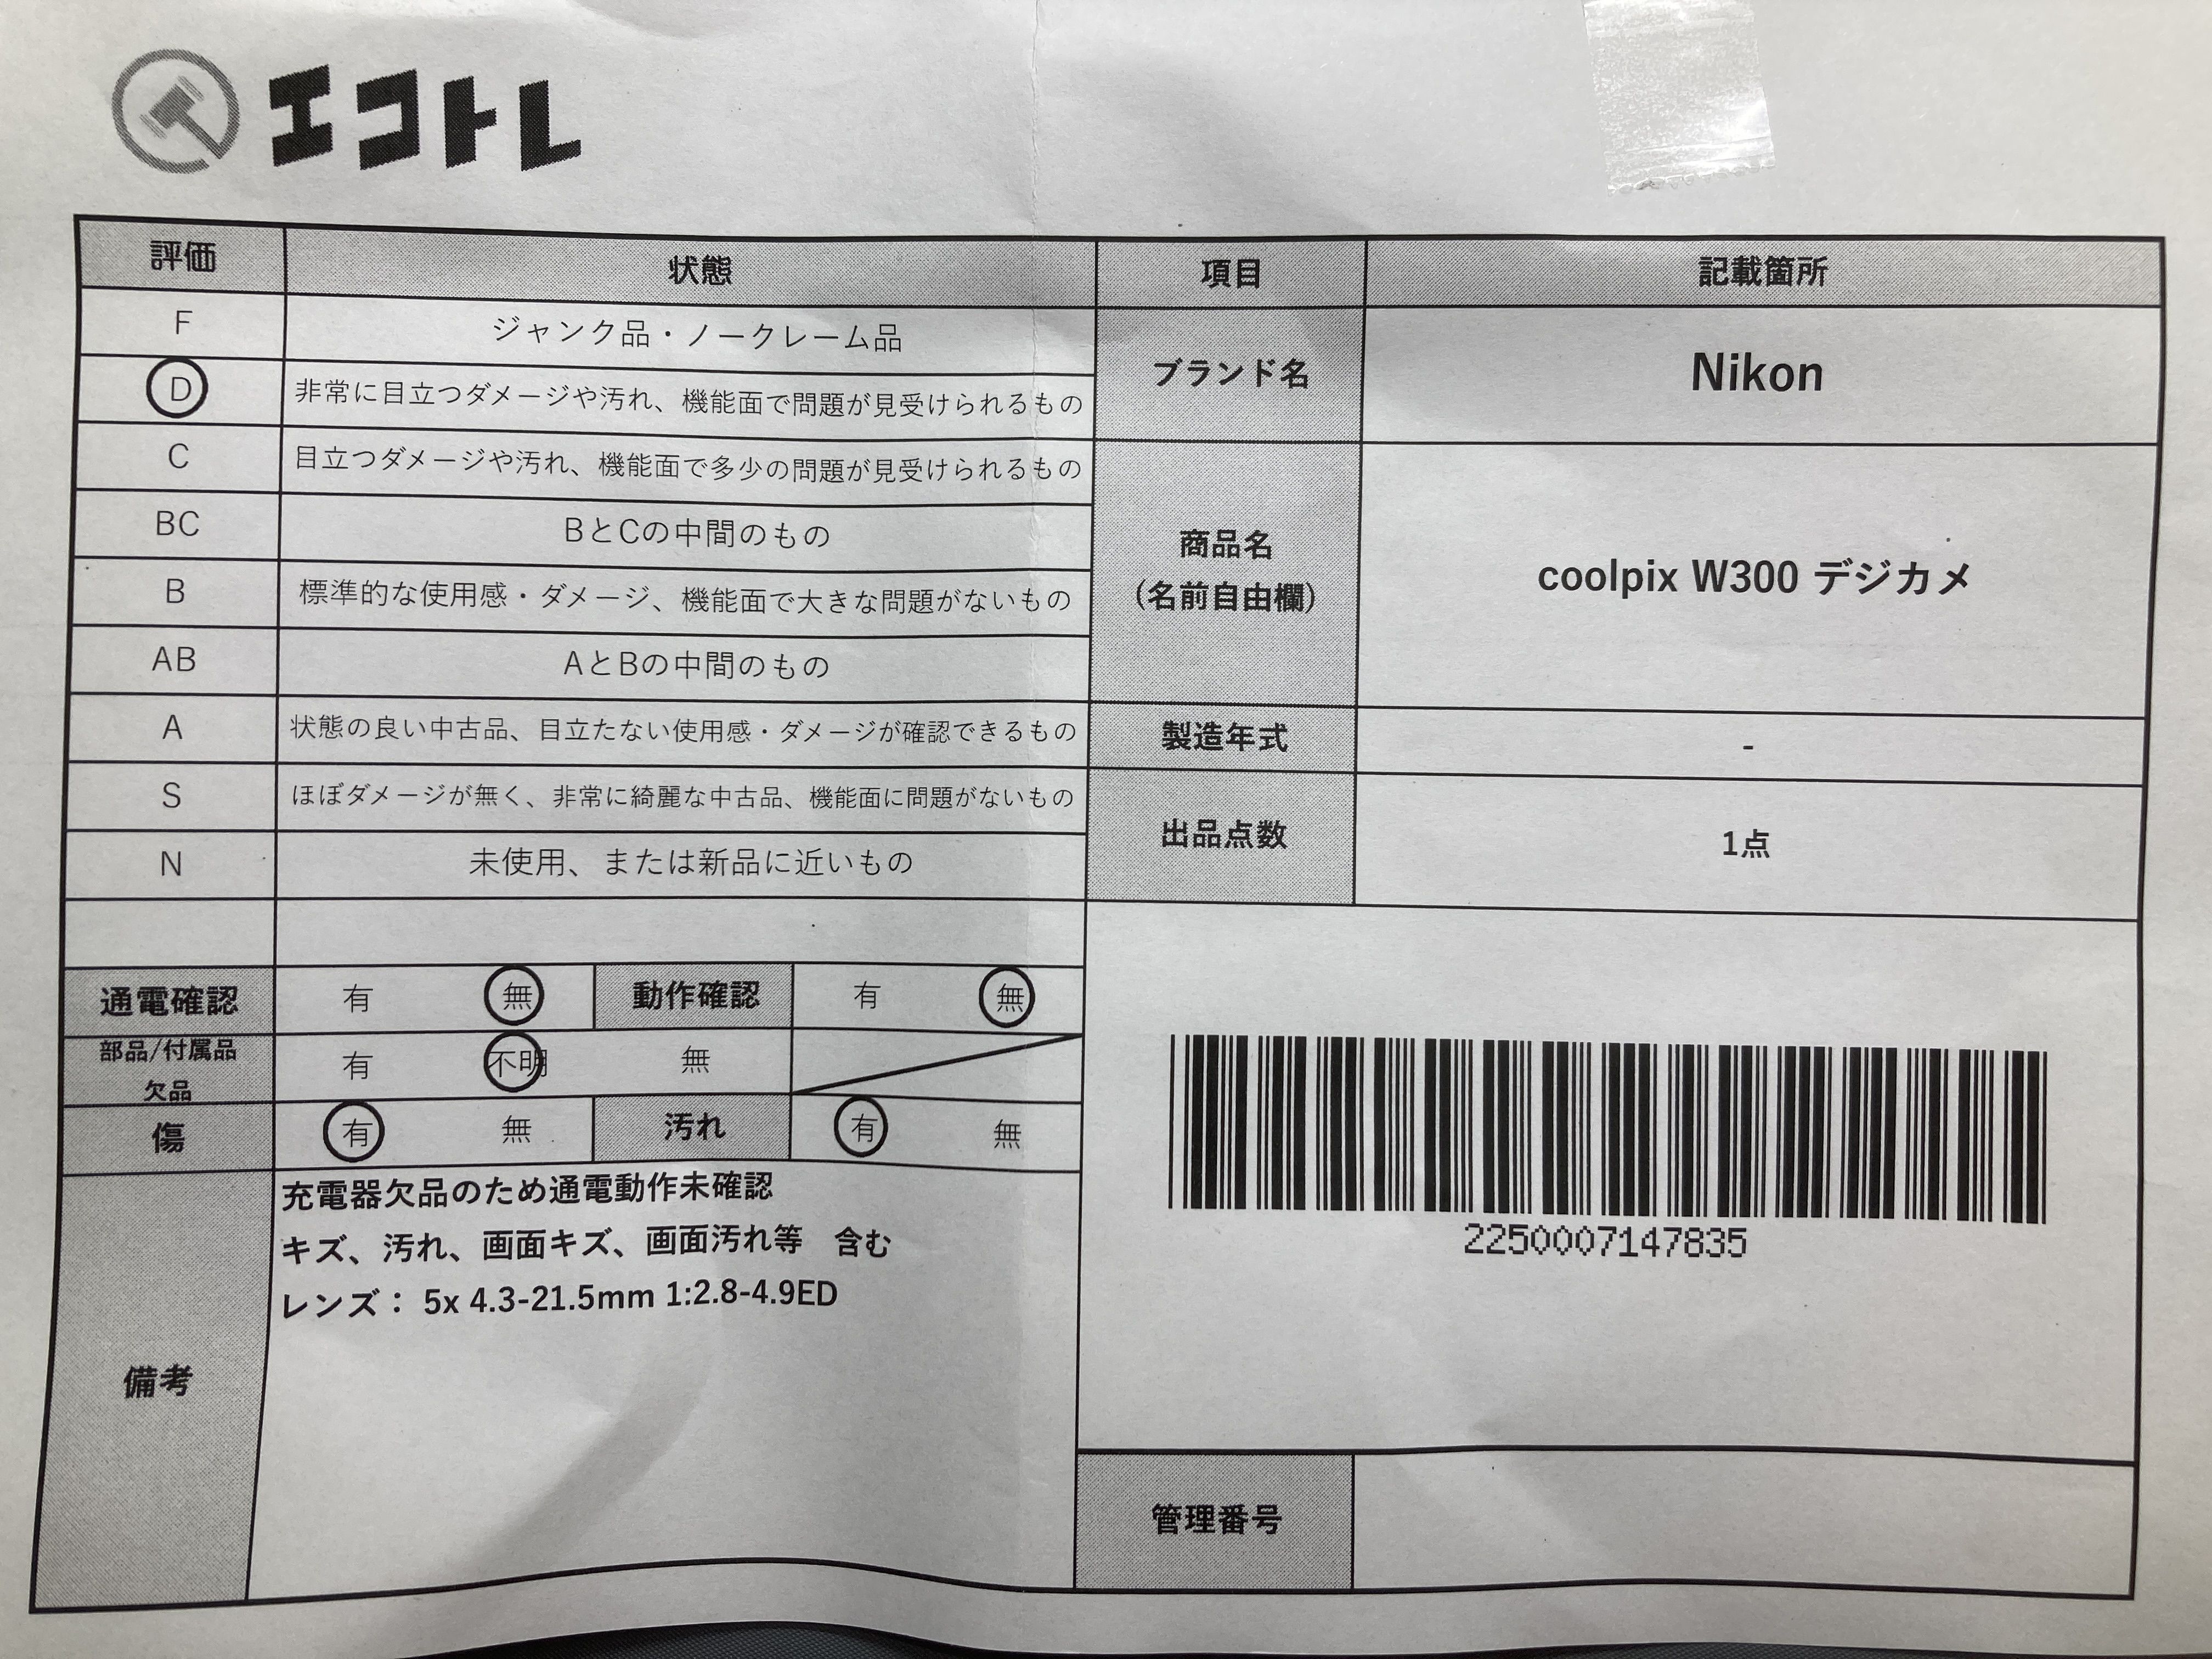 エコトレ
評価 状態 項目 記載箇所
F ジャンク品・ノークレーム品
D 非常に目立つダメージや汚れ、機能面で問題が見受けられるもの
C 目立つダメージや汚れ、機能面で多少の問題が見受けられるもの
BC BとCの中間のもの
B 標準的な使用感・ダメージ、機能面で大きな問題がないもの
AB AとBの中間のもの
A 状態の良い中古品、目立たない使用感・ダメージが確認できるもの
S ほぼダメージが無く、非常に綺麗な中古品、機能面に問題がないもの
N 未使用、または新品に近いもの
ブランド名 Nikon
商品名
(名前自由欄)
coolpix W300 デジカメ
製造年式 -
出品点数 1点
通電確認 有 無 動作確認 有 無
部品/付属品
欠品
有 不明 無
傷 有 無 汚れ 有 無
備考
充電器欠品のため通電動作未確認
キズ、汚れ、画面キズ、画面汚れ等 含む
レンズ： 5x 4.3-21.5mm 1:2.8-4.9ED
2250007147835
管理番号